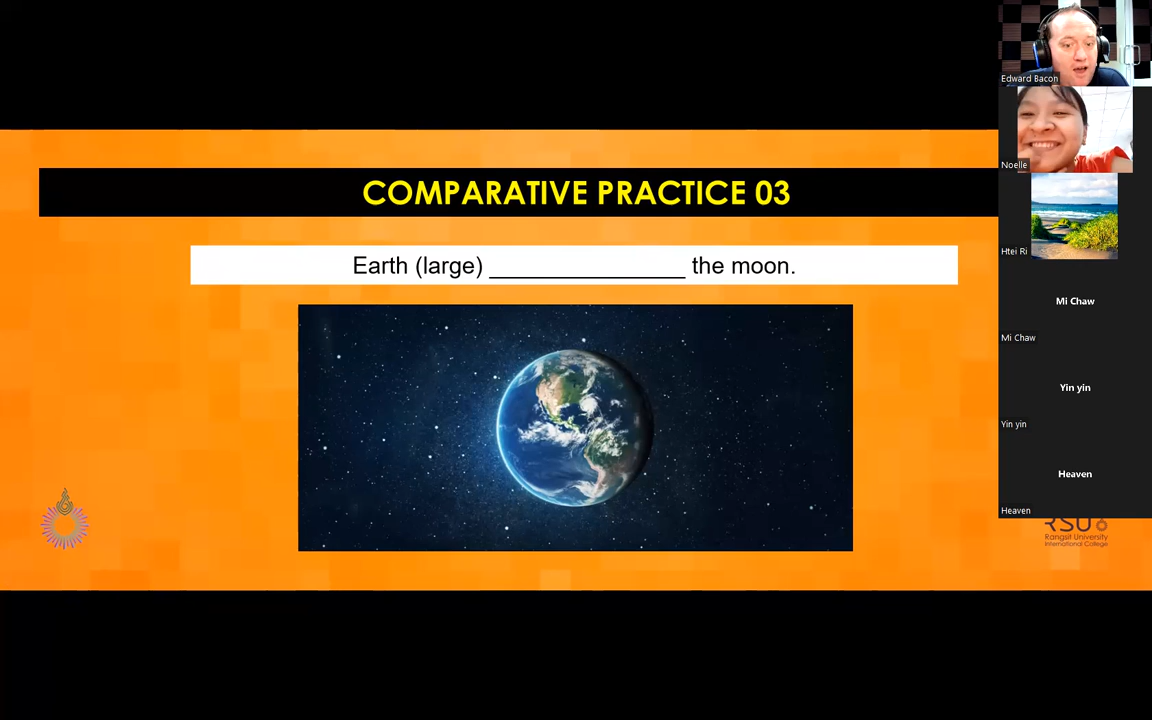 COMPARATIVE PRACTICE 03
Earth (large) _______________ the moon.
Edward Bacon
Noelle
Htei Ri
Mi Chaw
Mi Chaw
Yin yin
Yin yin
Heaven
Heaven
RSU
Rangsit University
International College